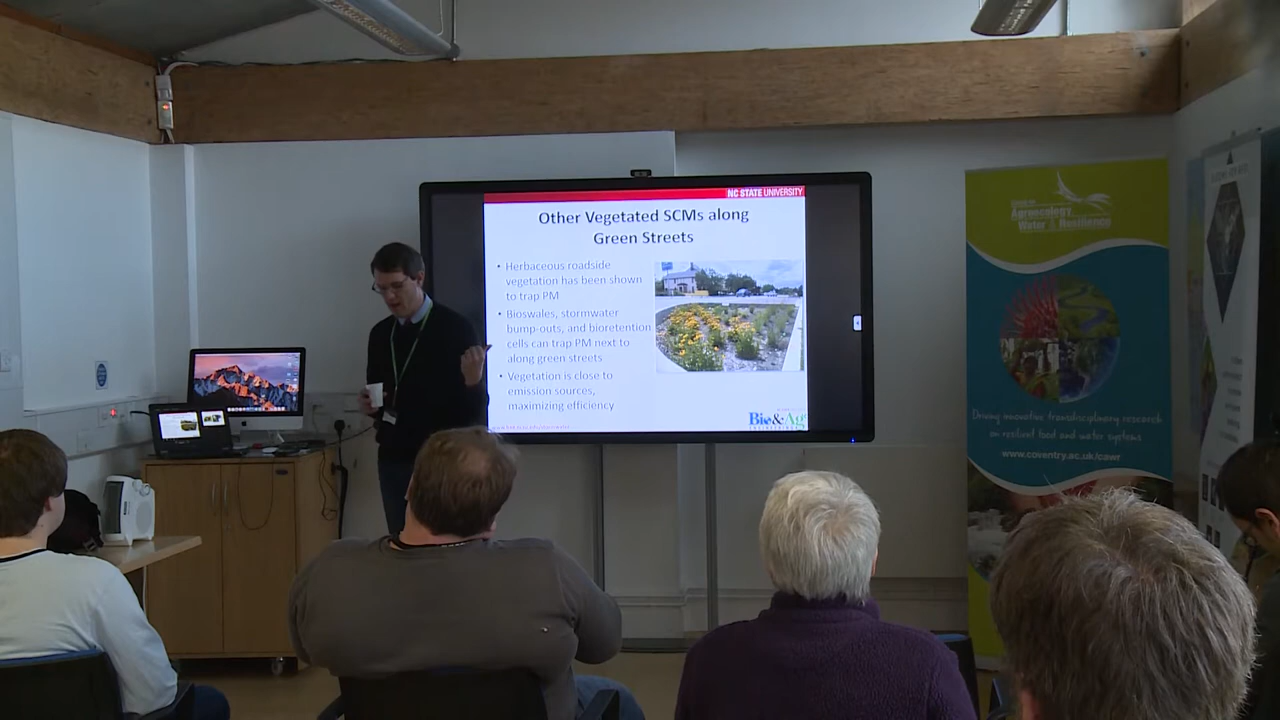 NC STATE UNIVERSITY
Other Vegetated SCMs along
Green Streets
• Herbaceous roadside
vegetation has been shown
to trap PM
• Bioswales, stormwater
bump-outs, and bioretention
cells can trap PM next to
along green streets
• Vegetation is close to
emission sources,
maximizing efficiency
Bio&Ag
ENGINEERING
Agroecology
Water & Resilience
Driving innovative transdisciplinary research
on resilient food and water systems
www.coventry.ac.uk/cawr